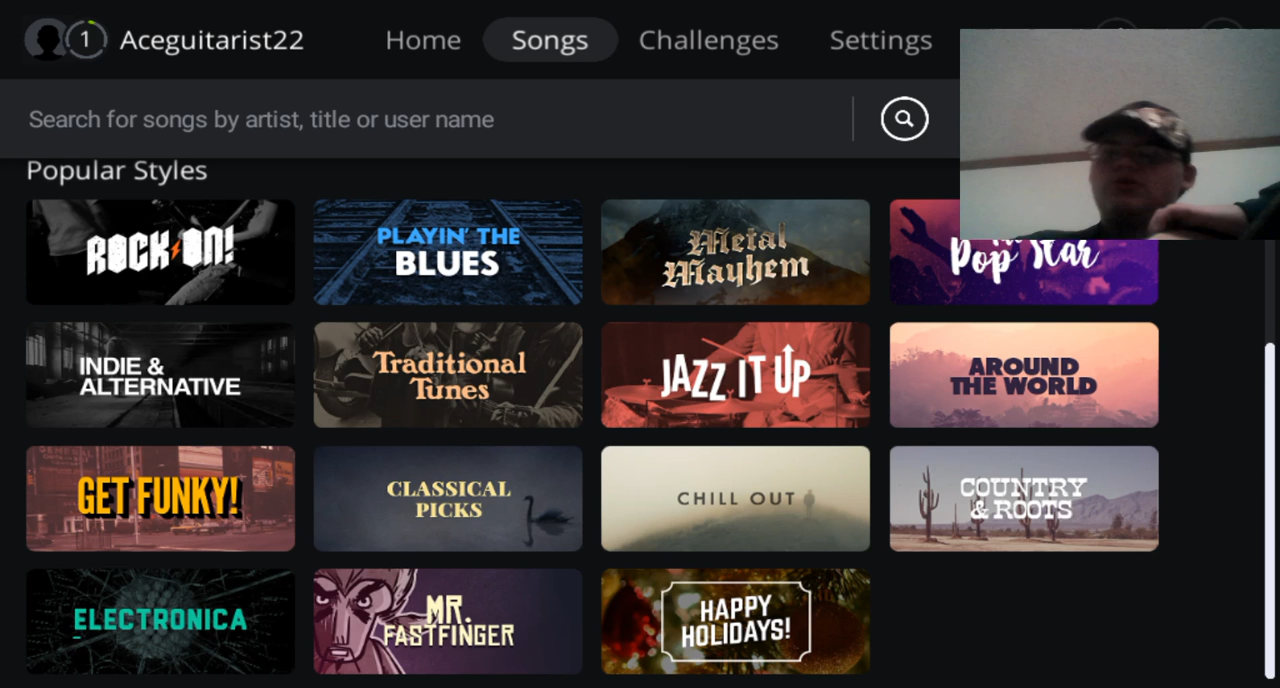 1 Aceguitarist22 Home Songs Challenges Settings
Search for songs by artist, title or user name
Popular Styles
ROCK ON!
PLAYIN' THE
BLUES
Metal
Mayhem
Pop Star
INDIE &
ALTERNATIVE
Traditional
Tunes
JAZZ IT UP
AROUND
THE WORLD
GET FUNKY!
CLASSICAL
PICKS
CHILL OUT
COUNTRY
& ROOTS
ELECTRONICA
MR.
FASTFINGER
HAPPY
HOLIDAYS!